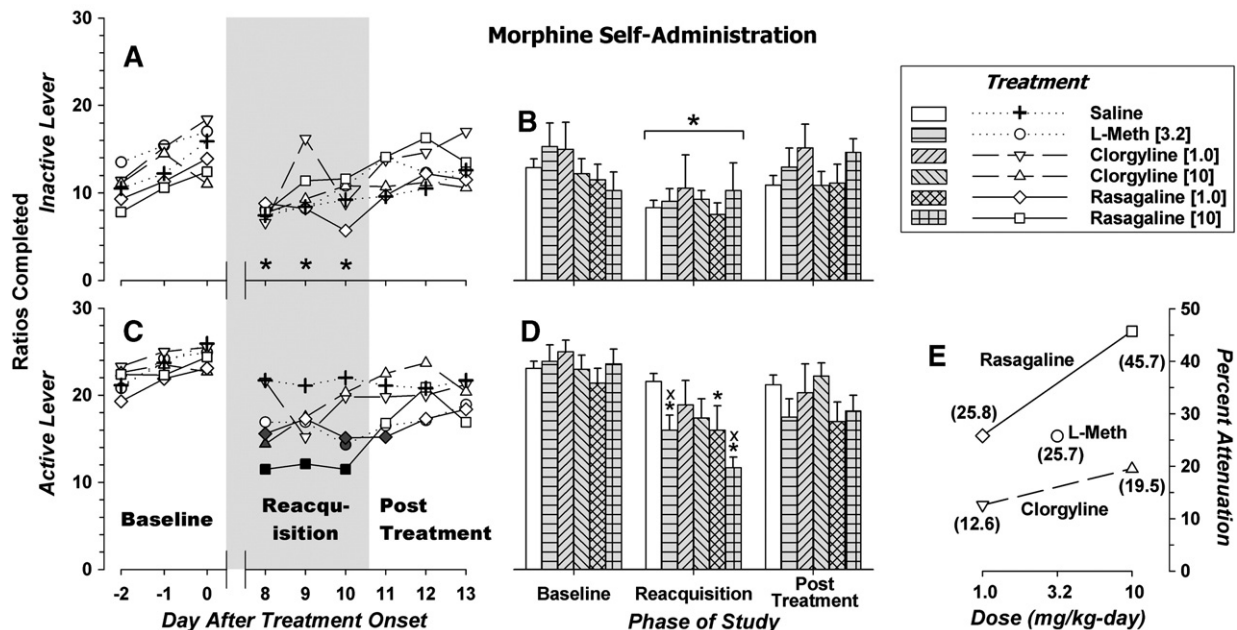 Morphine Self-Administration
Ratios Completed
Inactive Lever
30
20
10
0
A
* * *
B
*
Treatment
Saline
L-Meth [3.2]
Clorgyline [1.0]
Clorgyline [10]
Rasagaline [1.0]
Rasagaline [10]
Active Lever
30
20
10
0
C
Baseline
Reacqu-
isition
Post
Treatment
-2 -1 0 8 9 10 11 12 13
Day After Treatment Onset
D
x
*
*
x
*
Baseline
Reacquisition
Post
Treatment
Phase of Study
E
Rasagaline
(45.7)
(25.8)
L-Meth
(25.7)
(19.5)
Clorgyline
(12.6)
50
40
30
20
10
0
Percent Attenuation
1.0 3.2 10
Dose (mg/kg-day)